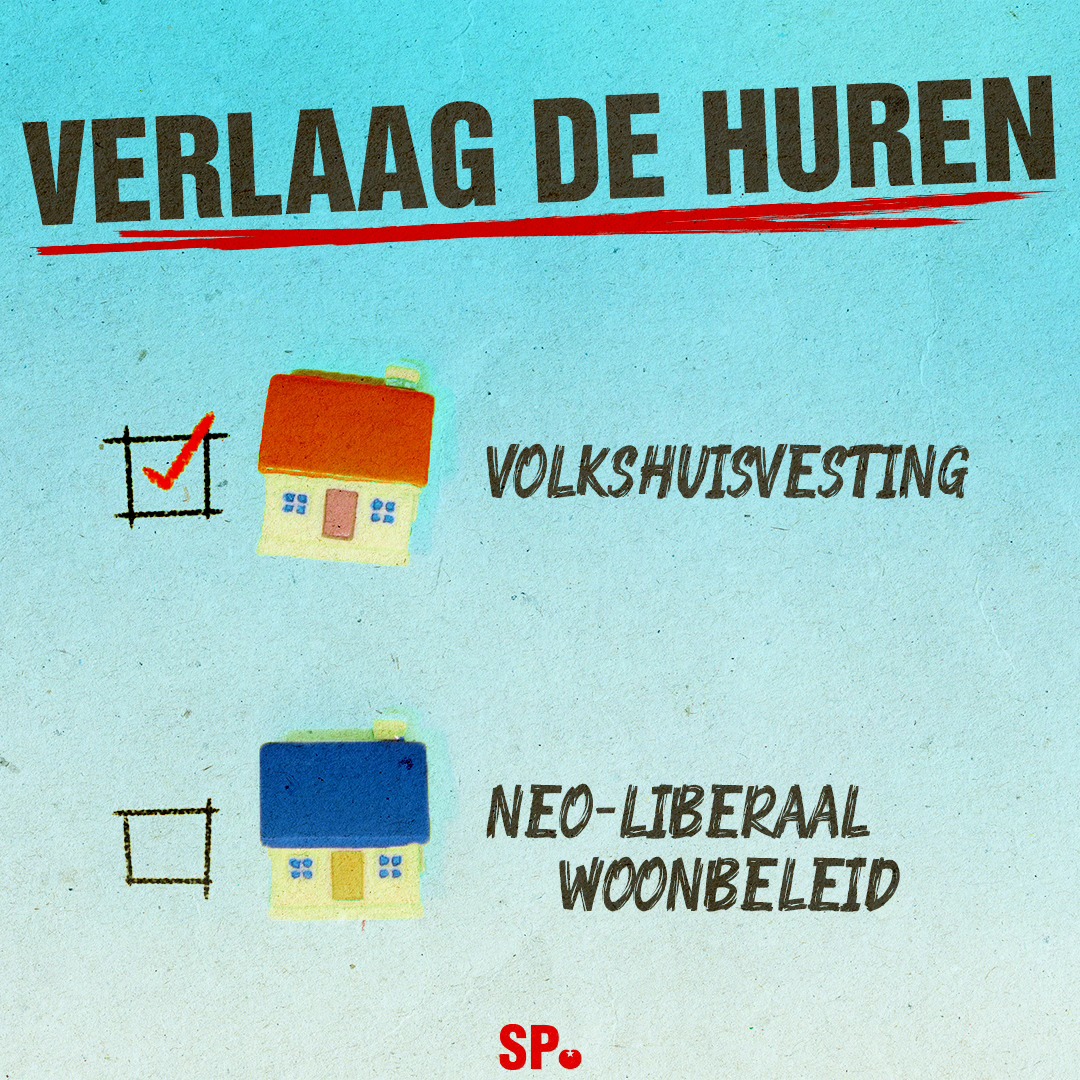 VERLAAG DE HUREN
VOLKSHUISVESTING
NEO-LIBERAAL
WOONBELEID
SP.